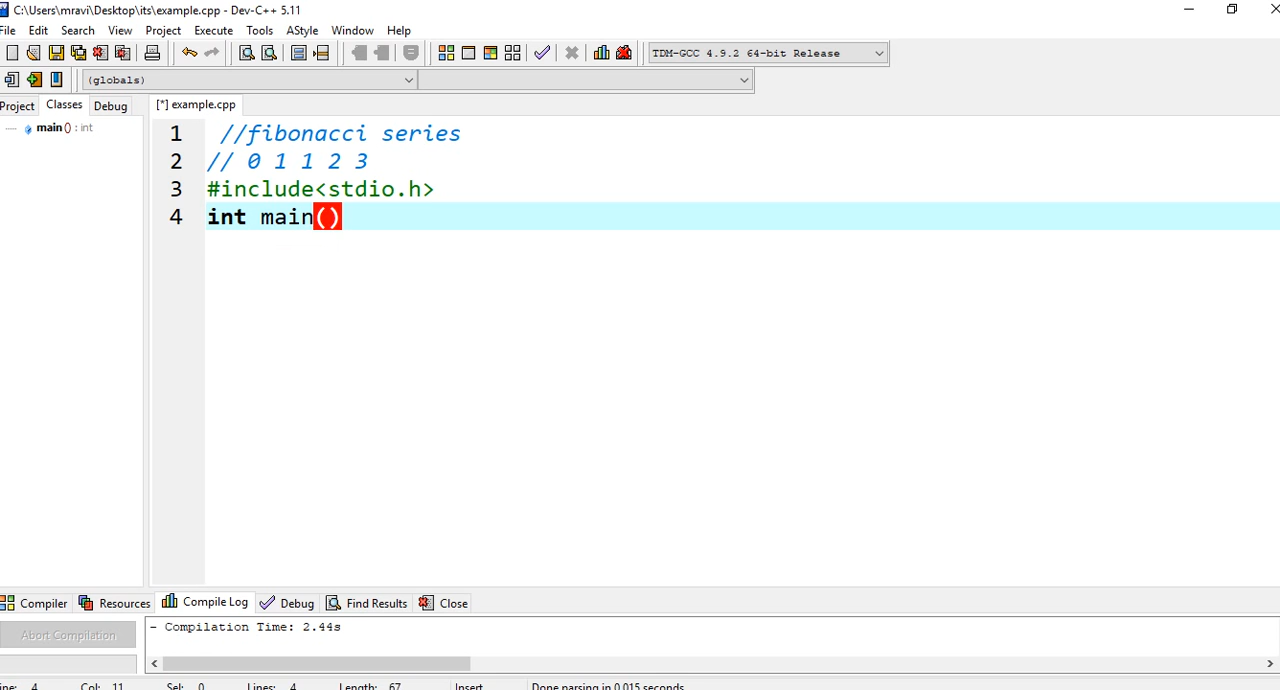 C:\Users\mravi\Desktop\its\example.cpp - Dev-C++ 5.11
File Edit Search View Project Execute Tools AStyle Window Help
TDM-GCC 4.9.2 64-bit Release
(globals)
Project Classes Debug [*] example.cpp
main() : int
1 //fibonacci series
2 // 0 1 1 2 3
3 #include<stdio.h>
4 int main()
Compiler Resources Compile Log Debug Find Results Close
Abort Compilation
- Compilation Time: 2.44s
ine: 4 Col: 11 Sel: 0 Lines: 4 Length: 67 Insert Done parsing in 0.015 seconds